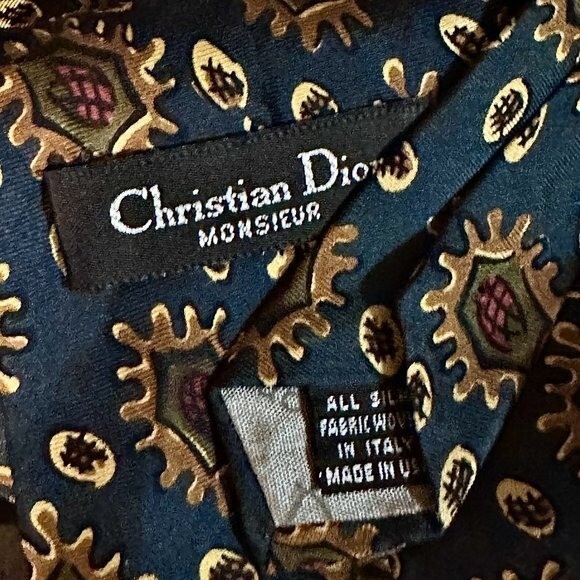 Christian Dio
MONSIEUR
ALL SIL
FABRIC WOV
IN ITALY
MADE IN U